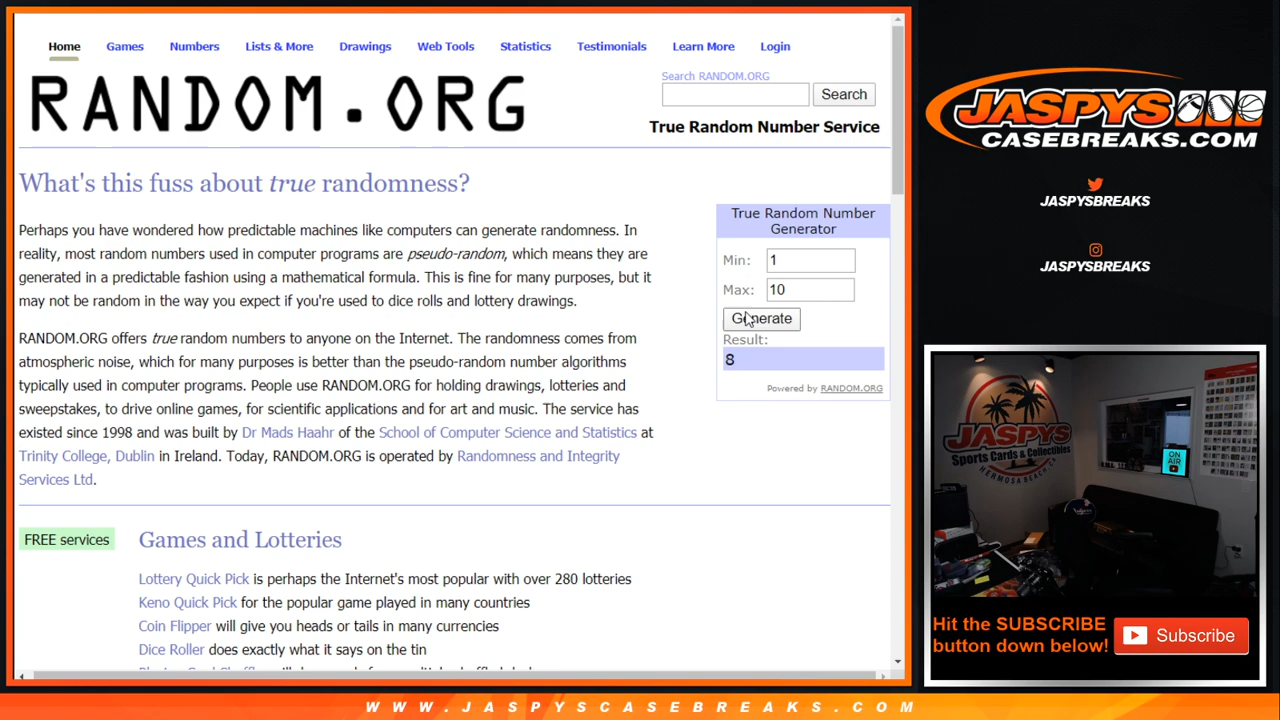 Home Games Numbers Lists & More Drawings Web Tools Statistics Testimonials Learn More Login
RANDOM.ORG
Search RANDOM.ORG
Search
True Random Number Service
What's this fuss about true randomness?
Perhaps you have wondered how predictable machines like computers can generate randomness. In
reality, most random numbers used in computer programs are pseudo-random, which means they are
generated in a predictable fashion using a mathematical formula. This is fine for many purposes, but it
may not be random in the way you expect if you're used to dice rolls and lottery drawings.
RANDOM.ORG offers true random numbers to anyone on the Internet. The randomness comes from
atmospheric noise, which for many purposes is better than the pseudo-random number algorithms
typically used in computer programs. People use RANDOM.ORG for holding drawings, lotteries and
sweepstakes, to drive online games, for scientific applications and for art and music. The service has
existed since 1998 and was built by Dr Mads Haahr of the School of Computer Science and Statistics at
Trinity College, Dublin in Ireland. Today, RANDOM.ORG is operated by Randomness and Integrity
Services Ltd.
True Random Number
Generator
Min: 1
Max: 10
Generate
Result:
8
Powered by RANDOM.ORG
FREE services
Games and Lotteries
Lottery Quick Pick is perhaps the Internet's most popular with over 280 lotteries
Keno Quick Pick for the popular game played in many countries
Coin Flipper will give you heads or tails in many currencies
Dice Roller does exactly what it says on the tin
JASPYS
CASEBREAKS.COM
JASPYSBREAKS
JASPYSBREAKS
JASPYS
Sports Cards & Collectibles
HERMOSA BEACH, CA
ON
AIR
Hit the SUBSCRIBE
button down below!
Subscribe
WWW.JASPYSCASEBREAKS.COM